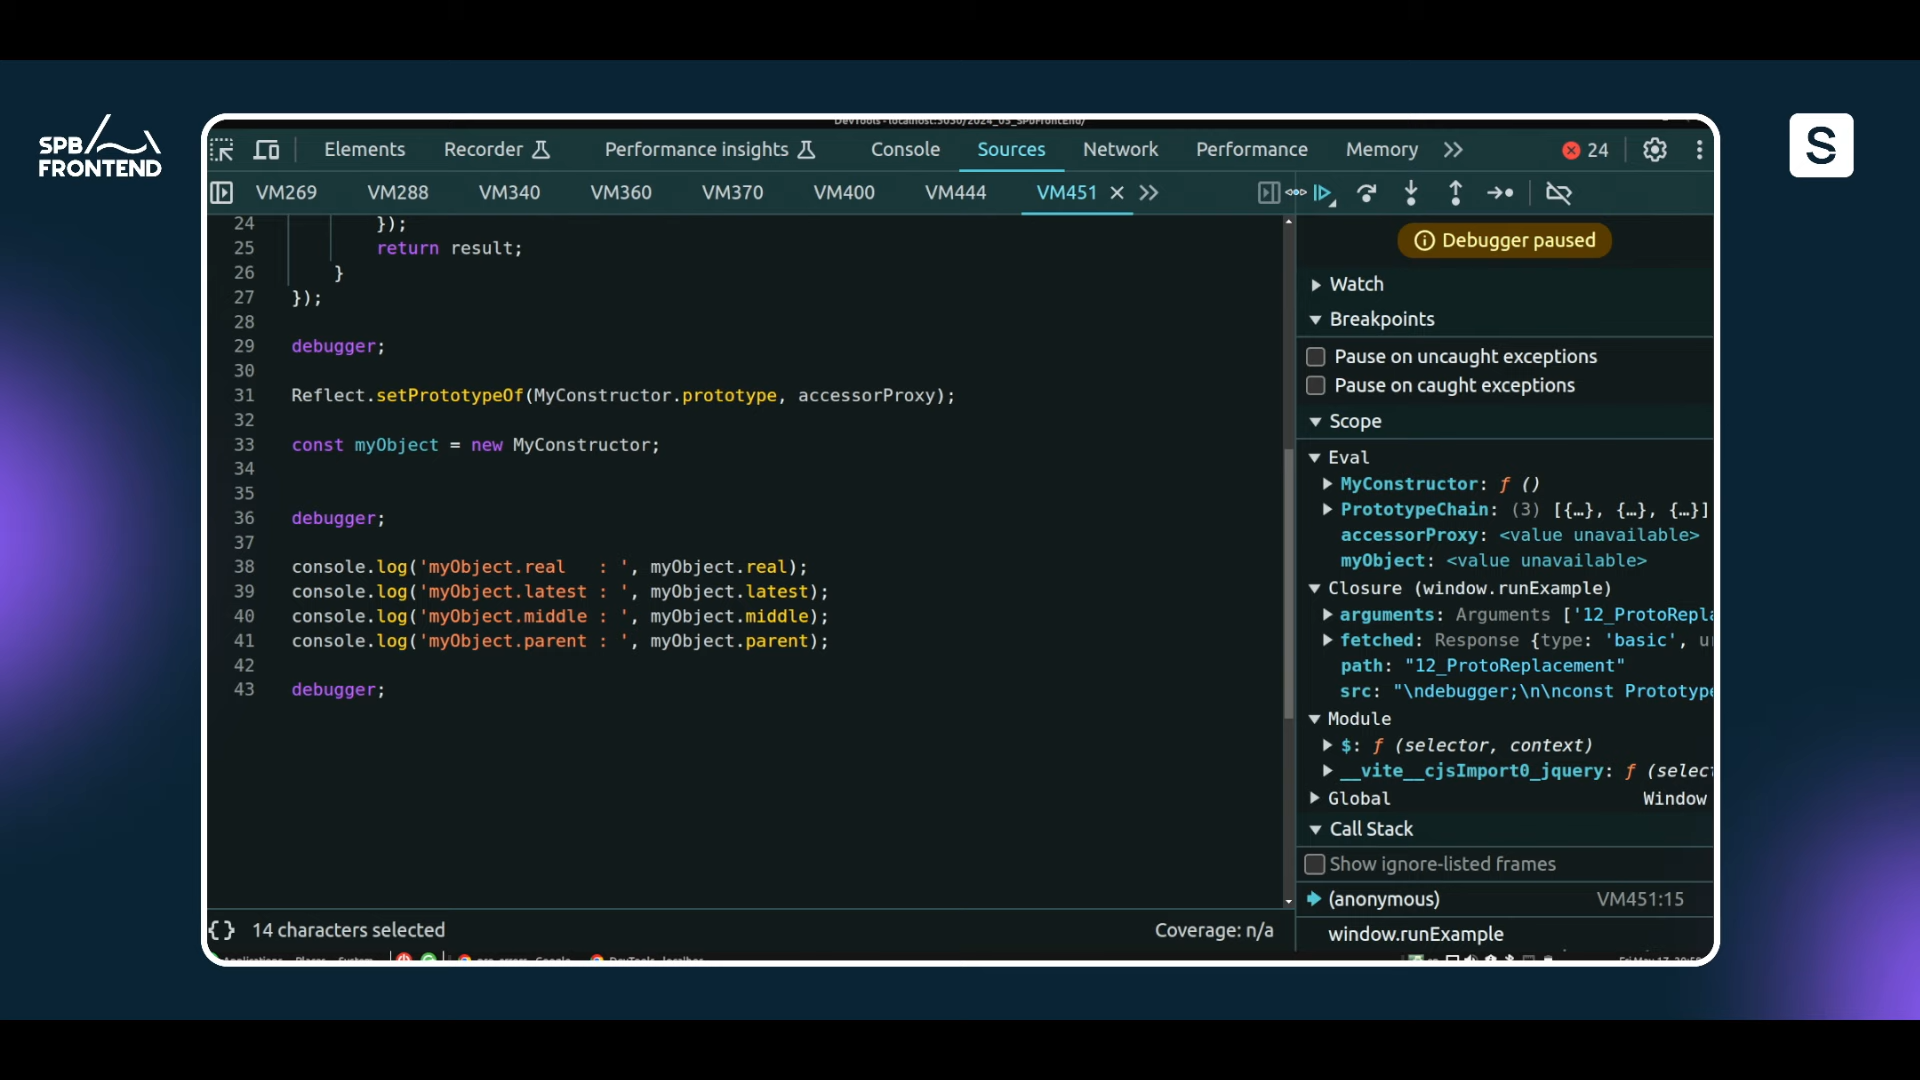 DevTools - localhost:3030/2024_05_SPbFrontEnd/
SPB
FRONTEND
S
Elements Recorder Performance insights Console Sources Network Performance Memory 24
VM269 VM288 VM340 VM360 VM370 VM400 VM444 VM451
24 });
25 return result;
26 }
27 });
28
29 debugger;
30
31 Reflect.setPrototypeOf(MyConstructor.prototype, accessorProxy);
32
33 const myObject = new MyConstructor;
34
35
36 debugger;
37
38 console.log('myObject.real   : ', myObject.real);
39 console.log('myObject.latest : ', myObject.latest);
40 console.log('myObject.middle : ', myObject.middle);
41 console.log('myObject.parent : ', myObject.parent);
42
43 debugger;
{} 14 characters selected Coverage: n/a
Debugger paused
Watch
Breakpoints
Pause on uncaught exceptions
Pause on caught exceptions
Scope
Eval
MyConstructor: ƒ ()
PrototypeChain: (3) [{…}, {…}, {…}]
accessorProxy: <value unavailable>
myObject: <value unavailable>
Closure (window.runExample)
arguments: Arguments ['12_ProtoRepla
fetched: Response {type: 'basic', ur
path: "12_ProtoReplacement"
src: "\ndebugger;\n\nconst Prototype
Module
$: ƒ (selector, context)
__vite__cjsImport0_jquery: ƒ (select
Global Window
Call Stack
Show ignore-listed frames
(anonymous) VM451:15
window.runExample